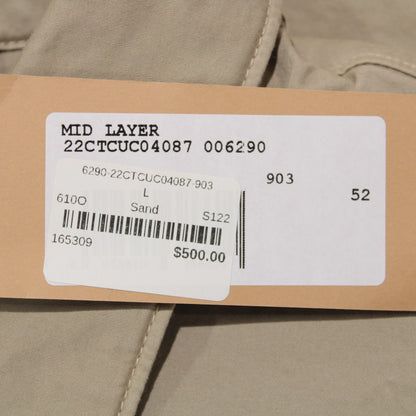 MID LAYER
22CTCUC04087 006290
903
52
6290-22CTCUC04087-903
L
610O Sand S122
165309
$500.00